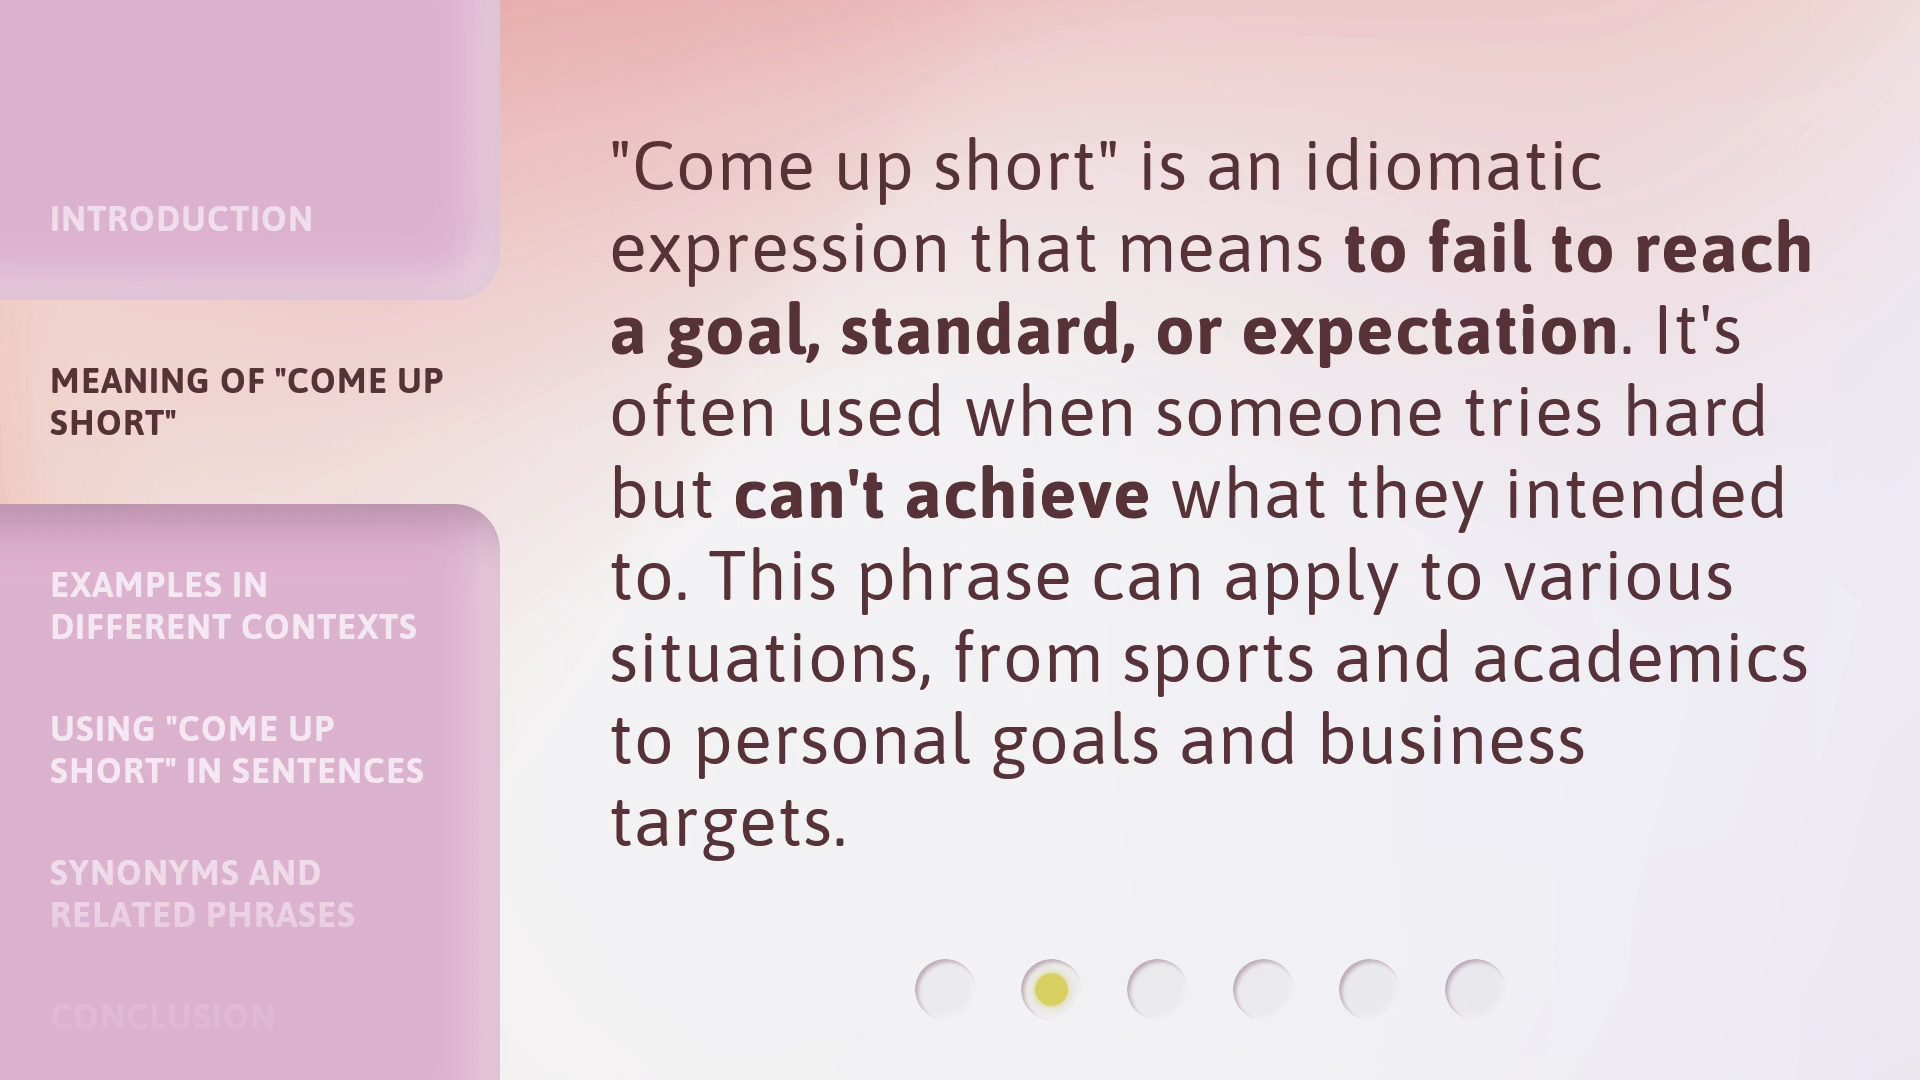 INTRODUCTION
MEANING OF "COME UP
SHORT"
EXAMPLES IN
DIFFERENT CONTEXTS
USING "COME UP
SHORT" IN SENTENCES
SYNONYMS AND
RELATED PHRASES
CONCLUSION
"Come up short" is an idiomatic
expression that means to fail to reach
a goal, standard, or expectation. It's
often used when someone tries hard
but can't achieve what they intended
to. This phrase can apply to various
situations, from sports and academics
to personal goals and business
targets.